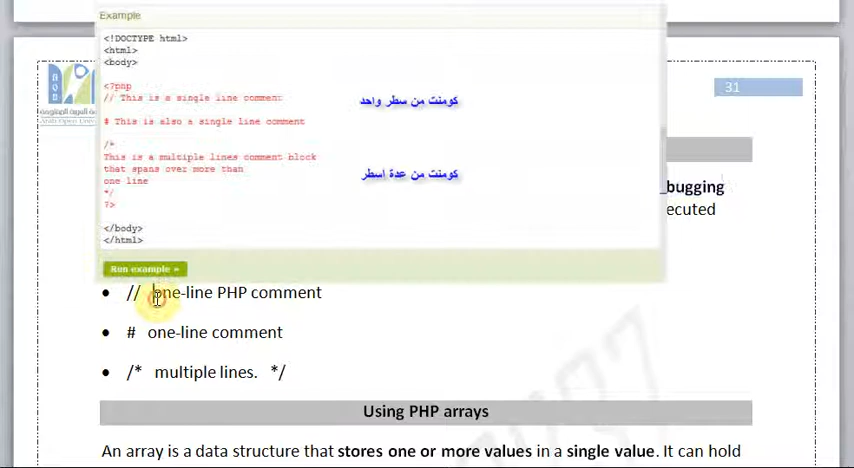 Example
<!DOCTYPE html>
<html>
<body>
31
<?php
// This is a single line comment
كومنت من سطر واحد
# This is also a single line comment
/*
This is a multiple lines comment block
that spans over more than
كومنت من عدة اسطر
one line
bugging
*/
ecuted
?>
</body>
</html>
Run example »
• // one-line PHP comment
• # one-line comment
• /* multiple lines. */
Using PHP arrays
An array is a data structure that stores one or more values in a single value. It can hold